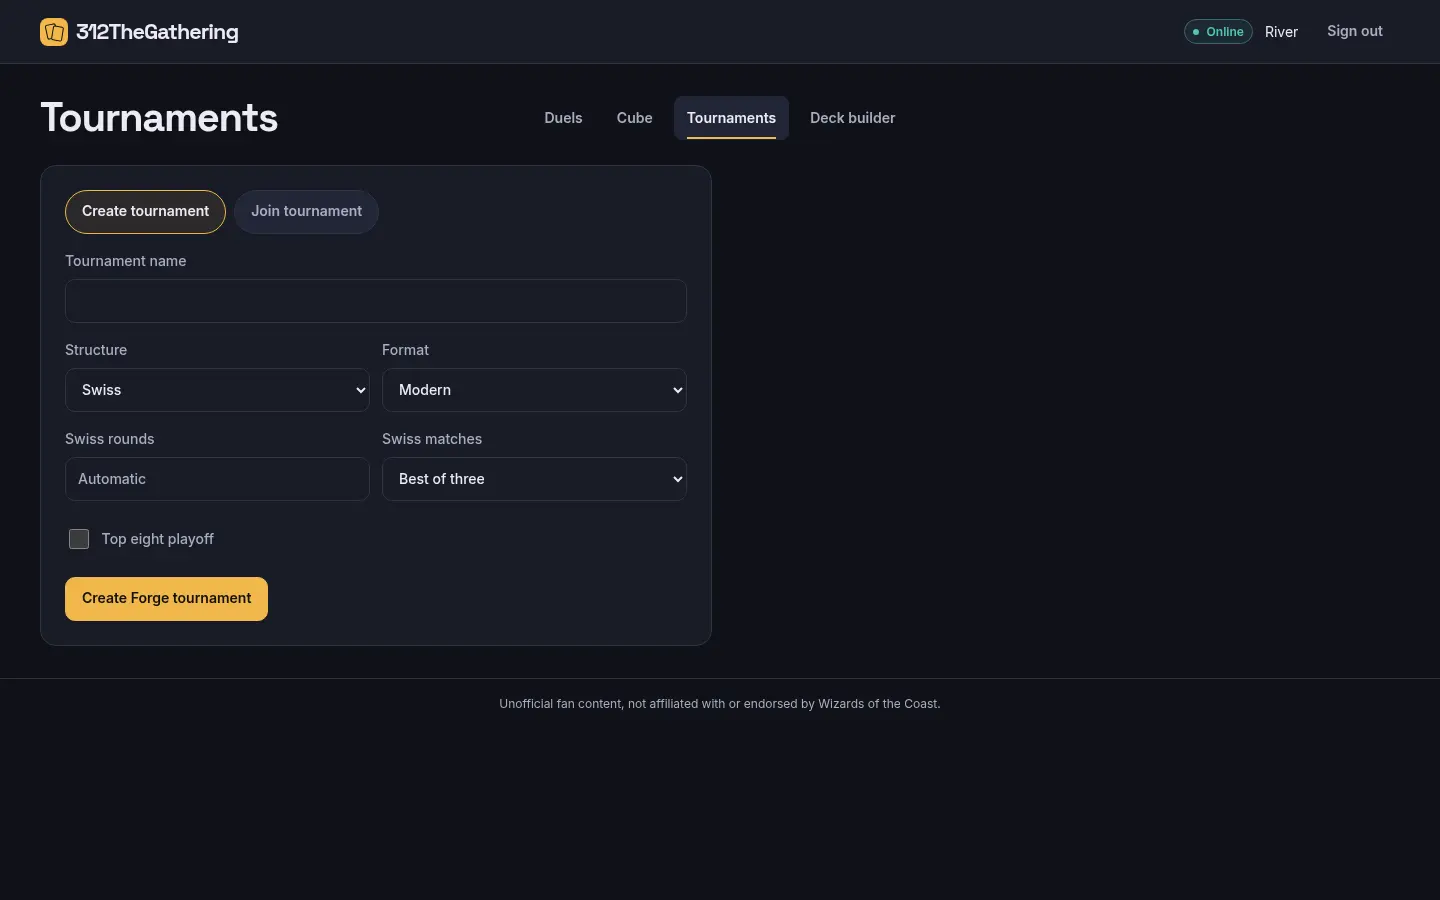 312TheGathering
Online
River
Sign out
Tournaments
Duels
Cube
Tournaments
Deck builder
Create tournament
Join tournament
Tournament name
Structure
Format
Swiss
Modern
Swiss rounds
Swiss matches
Automatic
Best of three
Top eight playoff
Create Forge tournament
Unofficial fan content, not affiliated with or endorsed by Wizards of the Coast.